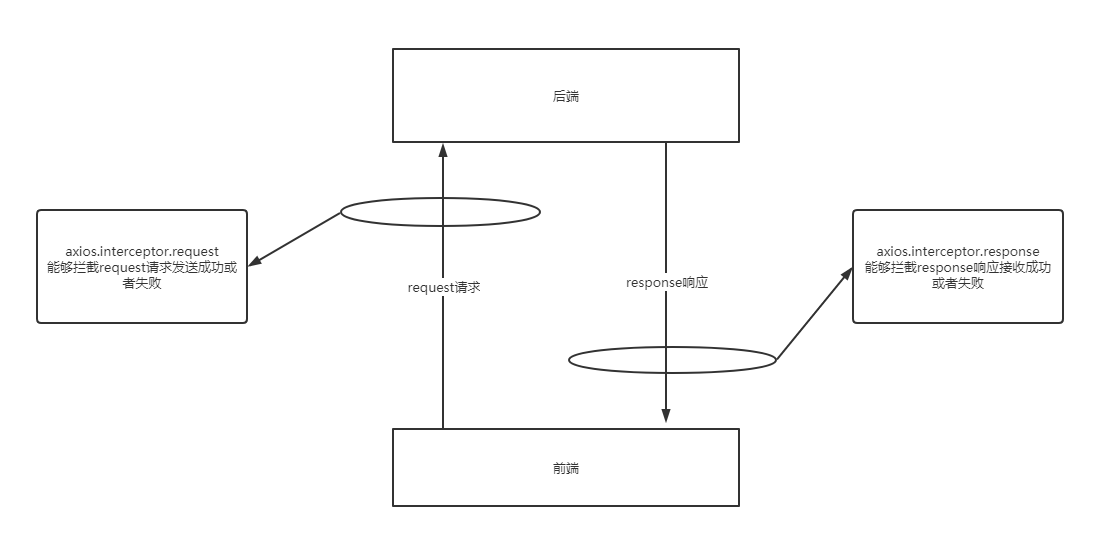 后端
axios.interceptor.request
能够拦截request请求发送成功或
者失败
request请求
response响应
axios.interceptor.response
能够拦截response响应接收成功
或者失败
前端